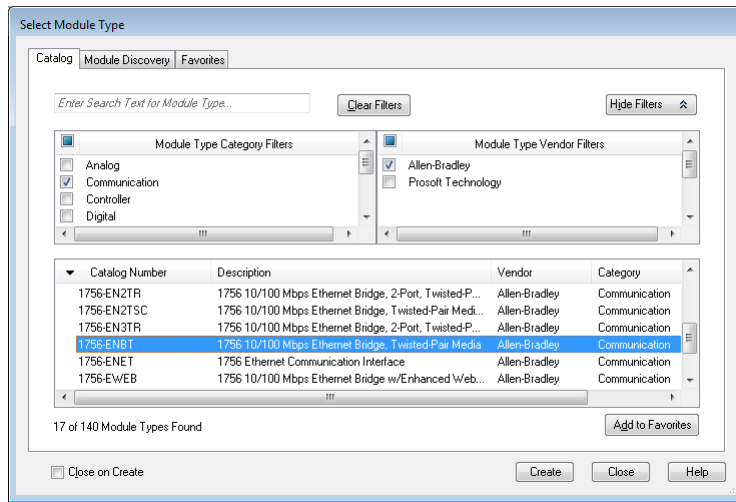 Select Module Type
Catalog Module Discovery Favorites
Enter Search Text for Module Type...
Clear Filters
Hide Filters
Module Type Category Filters
Module Type Vendor Filters
Analog
Allen-Bradley
Communication
Prosoft Technology
Controller
Digital
Catalog Number Description Vendor Category
1756-EN2TR 1756 10/100 Mbps Ethernet Bridge, 2-Port, Twisted-P... Allen-Bradley Communication
1756-EN2TSC 1756 10/100 Mbps Ethernet Bridge, Twisted-Pair Medi... Allen-Bradley Communication
1756-EN3TR 1756 10/100 Mbps Ethernet Bridge, 2-Port, Twisted-P... Allen-Bradley Communication
1756-ENBT 1756 10/100 Mbps Ethernet Bridge, Twisted-Pair Media Allen-Bradley Communication
1756-ENET 1756 Ethernet Communication Interface Allen-Bradley Communication
1756-EWEB 1756 10/100 Mbps Ethernet Bridge w/Enhanced Web... Allen-Bradley Communication
17 of 140 Module Types Found
Add to Favorites
Close on Create
Create Close Help